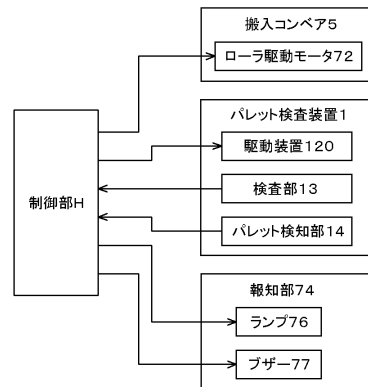 搬入コンベア5
ローラ駆動モータ72
パレット検査装置1
駆動装置120
検査部13
パレット検知部14
制御部H
報知部74
ランプ76
ブザー77